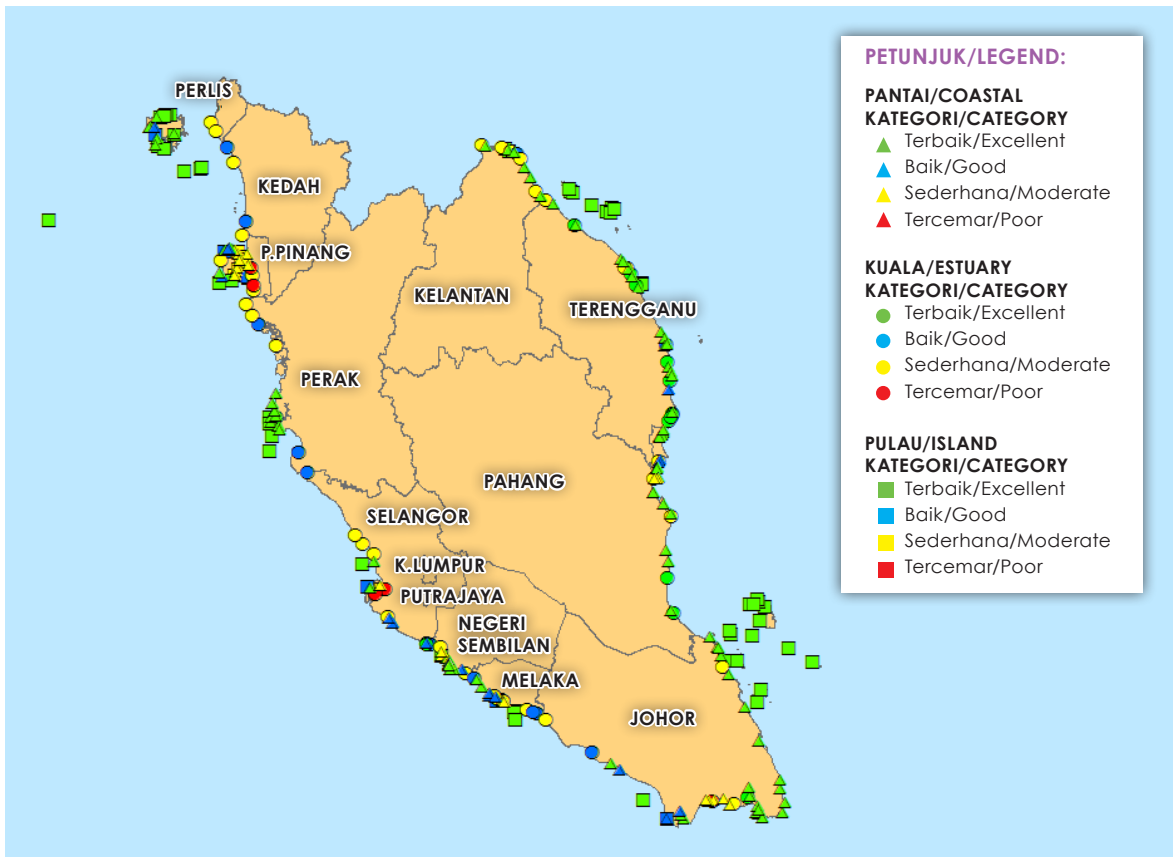 PERLIS
KEDAH
P.PINANG
KELANTAN
TERENGGANU
PERAK
PAHANG
SELANGOR
K.LUMPUR
PUTRAJAYA
NEGERI
SEMBILAN
MELAKA
JOHOR
PETUNJUK/LEGEND:
PANTAI/COASTAL
KATEGORI/CATEGORY
Terbaik/Excellent
Baik/Good
Sederhana/Moderate
Tercemar/Poor
KUALA/ESTUARY
KATEGORI/CATEGORY
Terbaik/Excellent
Baik/Good
Sederhana/Moderate
Tercemar/Poor
PULAU/ISLAND
KATEGORI/CATEGORY
Terbaik/Excellent
Baik/Good
Sederhana/Moderate
Tercemar/Poor